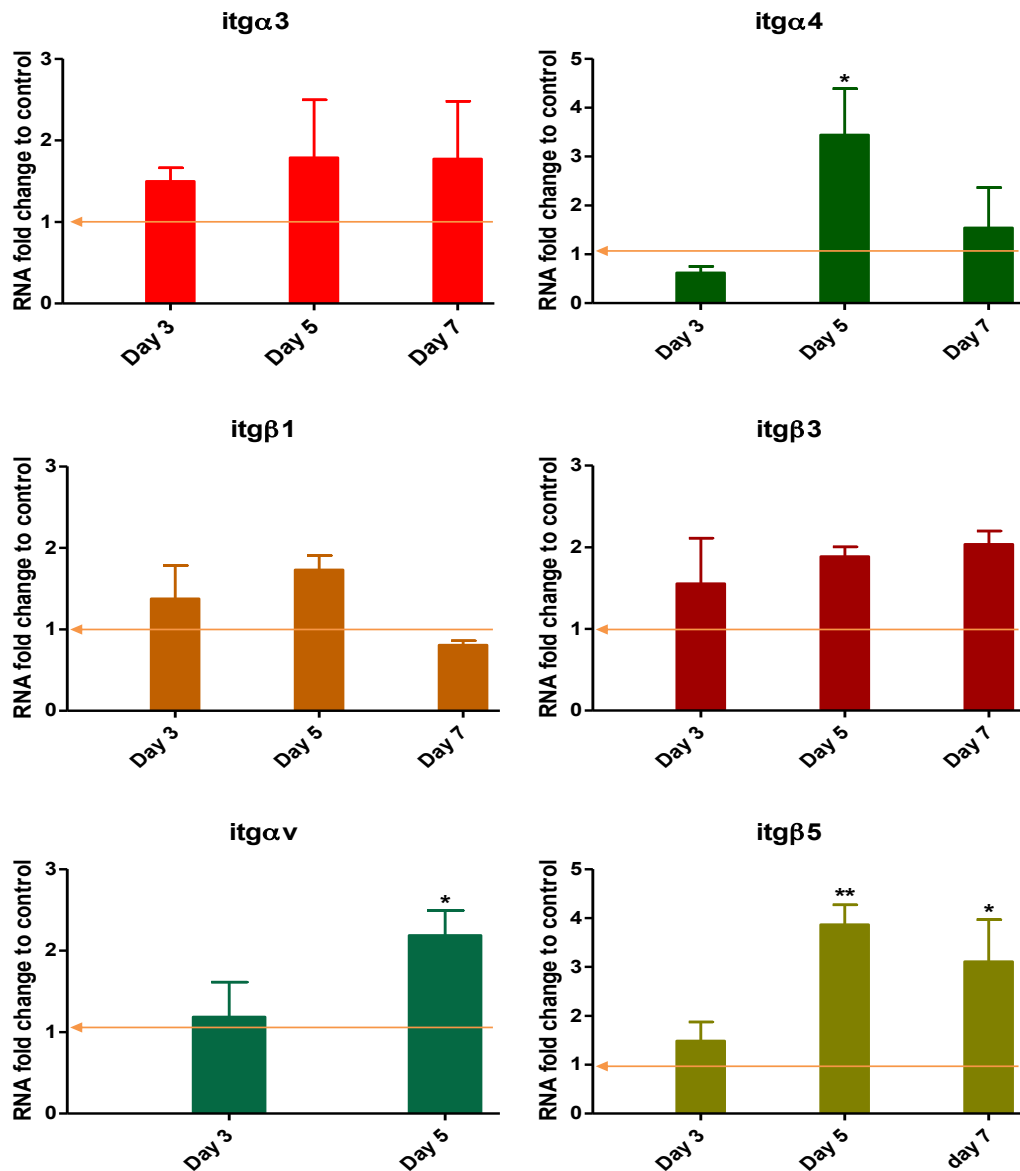 itgα3
RNA fold change to control
3
2
1
0
Day 3
Day 5
Day 7
itgα4
RNA fold change to control
5
4
3
2
1
0
*
Day 3
Day 5
Day 7
itgβ1
RNA fold change to control
3
2
1
0
Day 3
Day 5
Day 7
itgβ3
RNA fold change to control
3
2
1
0
Day 3
Day 5
Day 7
itgαv
RNA fold change to control
3
2
1
0
*
Day 3
Day 5
itgβ5
RNA fold change to control
5
4
3
2
1
0
**
*
Day 3
Day 5
day 7